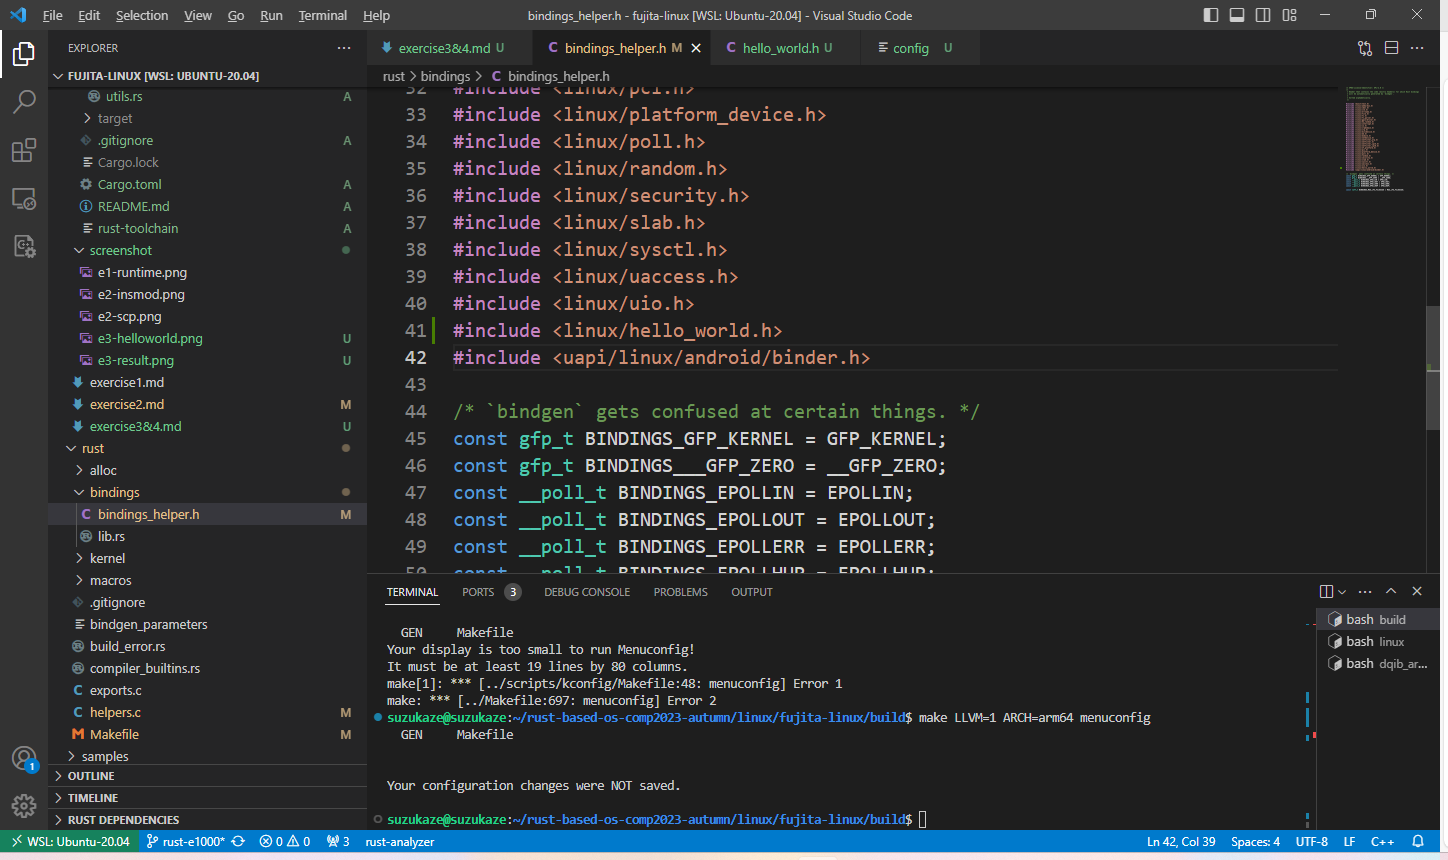 File Edit Selection View Go Run Terminal Help
bindings_helper.h - fujita-linux [WSL: Ubuntu-20.04] - Visual Studio Code
EXPLORER
FUJITA-LINUX [WSL: UBUNTU-20.04]
utils.rs A
target
.gitignore A
Cargo.lock
Cargo.toml A
README.md A
rust-toolchain A
screenshot
e1-runtime.png
e2-insmod.png
e2-scp.png
e3-helloworld.png U
e3-result.png U
exercise1.md
exercise2.md M
exercise3&4.md U
rust
alloc
bindings
C bindings_helper.h M
lib.rs
kernel
macros
.gitignore
bindgen_parameters
build_error.rs
compiler_builtins.rs
C exports.c
C helpers.c M
M Makefile M
samples
OUTLINE
TIMELINE
RUST DEPENDENCIES
1
exercise3&4.md U
C bindings_helper.h M
C hello_world.h U
config U
rust > bindings > C bindings_helper.h
32 #include <linux/pci.h>
33 #include <linux/platform_device.h>
34 #include <linux/poll.h>
35 #include <linux/random.h>
36 #include <linux/security.h>
37 #include <linux/slab.h>
38 #include <linux/sysctl.h>
39 #include <linux/uaccess.h>
40 #include <linux/uio.h>
41 #include <linux/hello_world.h>
42 #include <uapi/linux/android/binder.h>
43
44 /* `bindgen` gets confused at certain things. */
45 const gfp_t BINDINGS_GFP_KERNEL = GFP_KERNEL;
46 const gfp_t BINDINGS___GFP_ZERO = __GFP_ZERO;
47 const __poll_t BINDINGS_EPOLLIN = EPOLLIN;
48 const __poll_t BINDINGS_EPOLLOUT = EPOLLOUT;
49 const __poll_t BINDINGS_EPOLLERR = EPOLLERR;
50 const __poll_t BINDINGS_EPOLLHUP = EPOLLHUP;
TERMINAL PORTS 3 DEBUG CONSOLE PROBLEMS OUTPUT
GEN Makefile
Your display is too small to run Menuconfig!
It must be at least 19 lines by 80 columns.
make[1]: *** [../scripts/kconfig/Makefile:48: menuconfig] Error 1
make: *** [../Makefile:697: menuconfig] Error 2
suzukaze@suzukaze:~/rust-based-os-comp2023-autumn/linux/fujita-linux/build$ make LLVM=1 ARCH=arm64 menuconfig
GEN Makefile
Your configuration changes were NOT saved.
suzukaze@suzukaze:~/rust-based-os-comp2023-autumn/linux/fujita-linux/build$
bash build
bash linux
bash dqib_ar...
WSL: Ubuntu-20.04 rust-e1000* 0 0 3 rust-analyzer
Ln 42, Col 39 Spaces: 4 UTF-8 LF C++